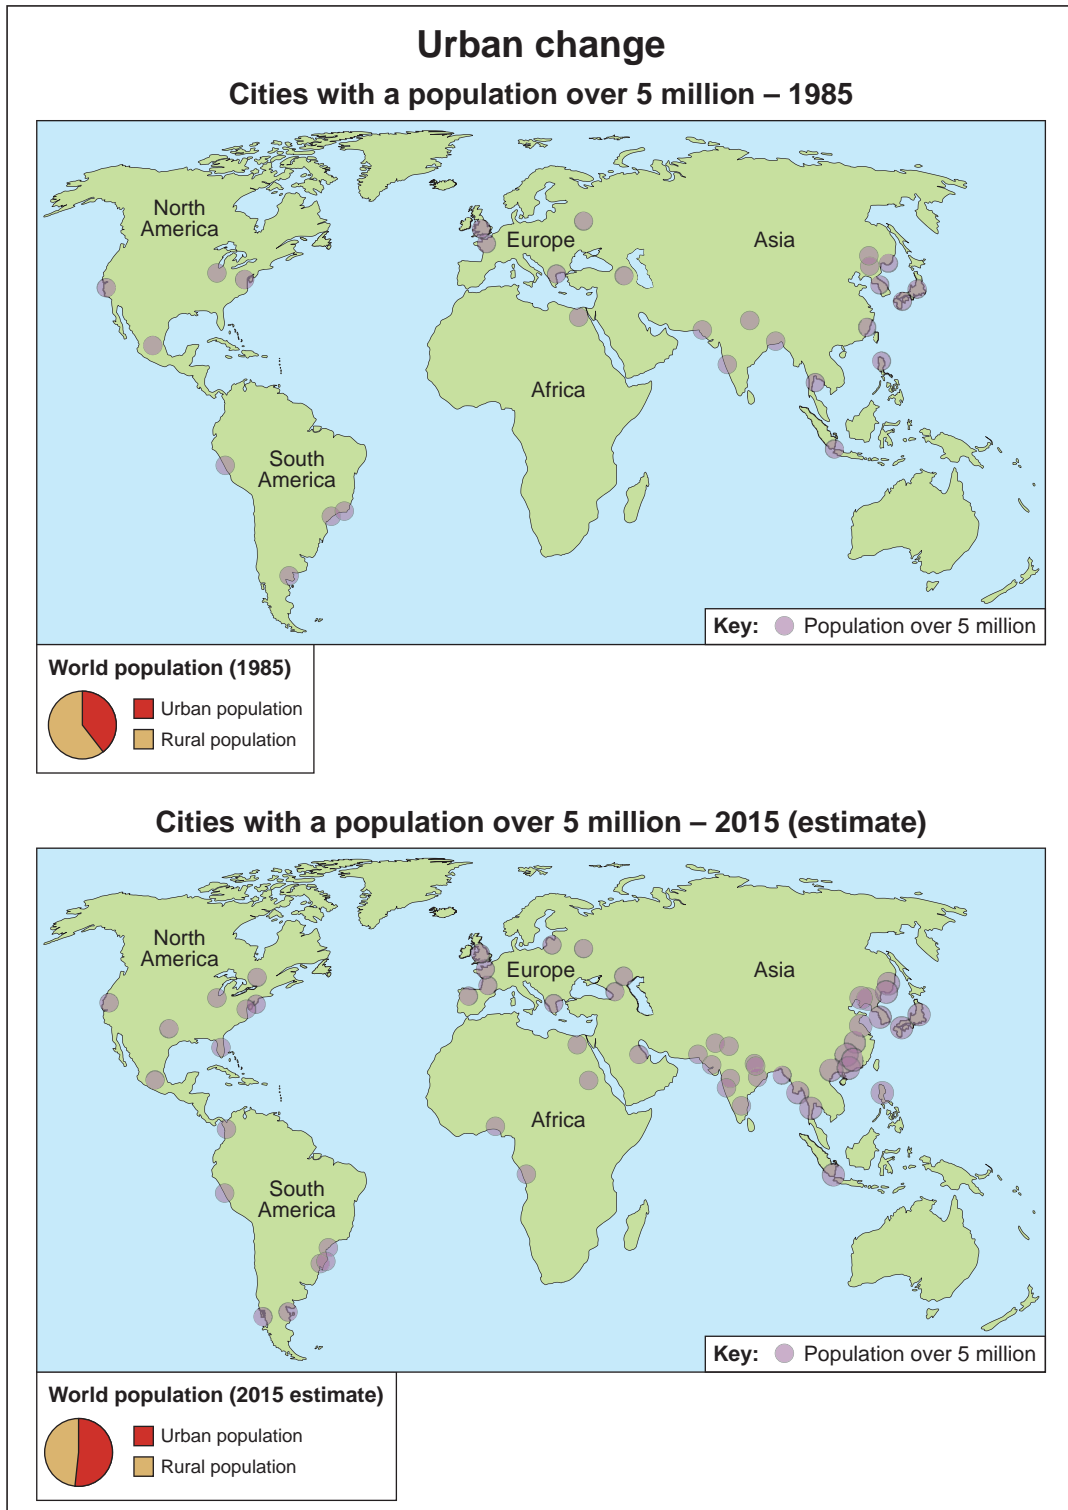 Urban change
Cities with a population over 5 million – 1985
North
America
Europe
Asia
Africa
South
America
Key: Population over 5 million
World population (1985)
Urban population
Rural population
Cities with a population over 5 million – 2015 (estimate)
North
America
Europe
Asia
Africa
South
America
Key: Population over 5 million
World population (2015 estimate)
Urban population
Rural population